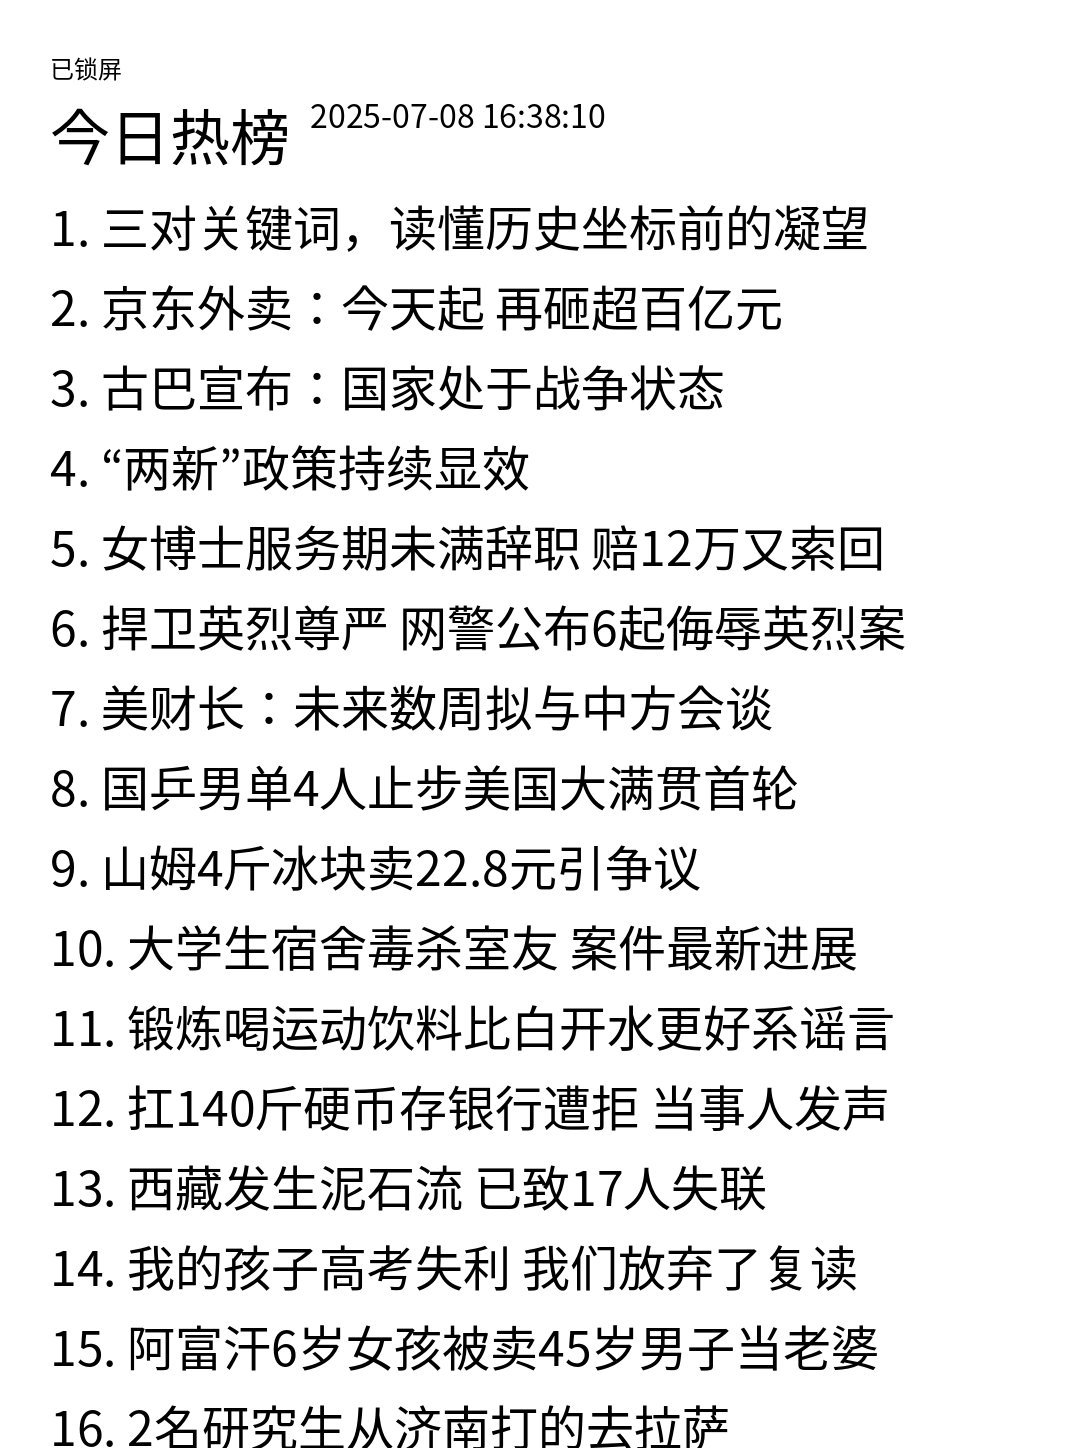 已锁屏
今日热榜 2025-07-08 16:38:10
1. 三对关键词，读懂历史坐标前的凝望
2. 京东外卖：今天起 再砸超百亿元
3. 古巴宣布：国家处于战争状态
4. “两新”政策持续显效
5. 女博士服务期未满辞职 赔12万又索回
6. 捍卫英烈尊严 网警公布6起侮辱英烈案
7. 美财长：未来数周拟与中方会谈
8. 国乒男单4人止步美国大满贯首轮
9. 山姆4斤冰块卖22.8元引争议
10. 大学生宿舍毒杀室友 案件最新进展
11. 锻炼喝运动饮料比白开水更好系谣言
12. 扛140斤硬币存银行遭拒 当事人发声
13. 西藏发生泥石流 已致17人失联
14. 我的孩子高考失利 我们放弃了复读
15. 阿富汗6岁女孩被卖45岁男子当老婆
16. 2名研究生从济南打的去拉萨